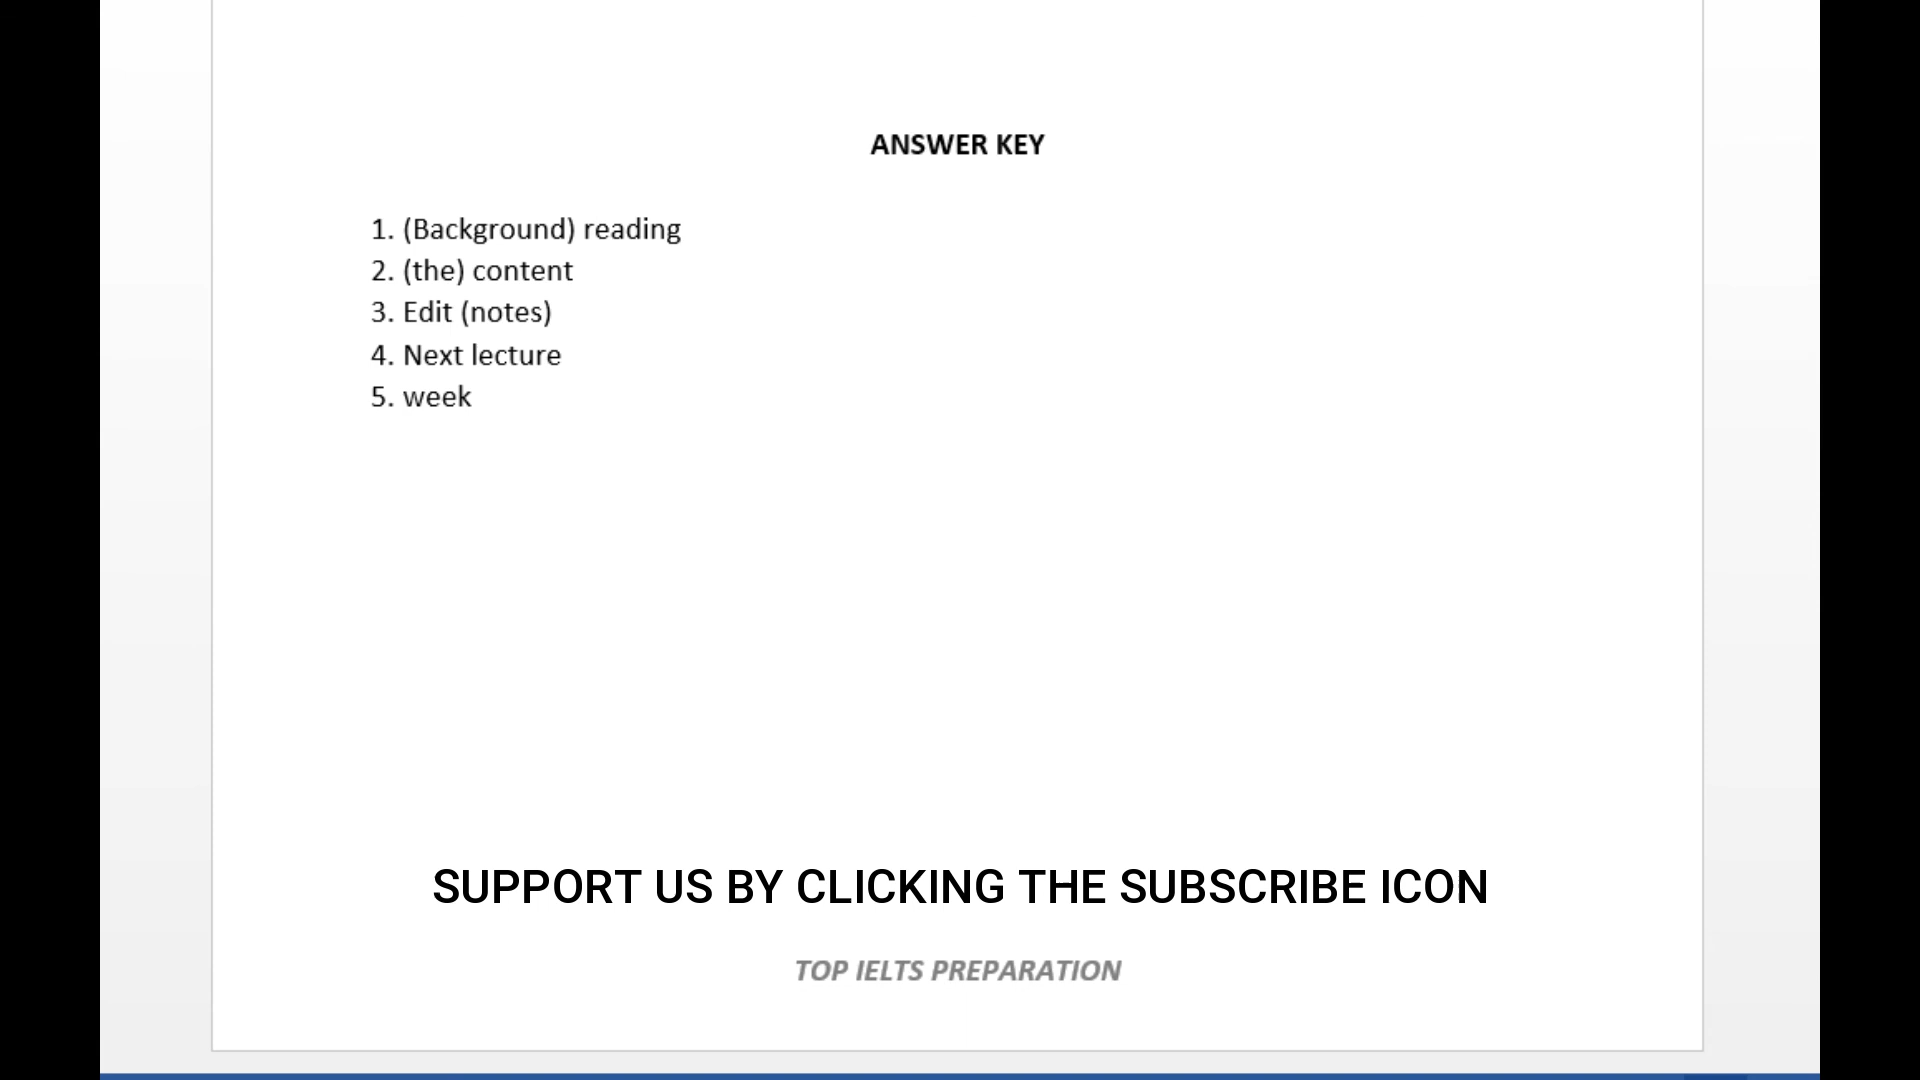 ANSWER KEY
1. (Background) reading
2. (the) content
3. Edit (notes)
4. Next lecture
5. week
SUPPORT US BY CLICKING THE SUBSCRIBE ICON
TOP IELTS PREPARATION